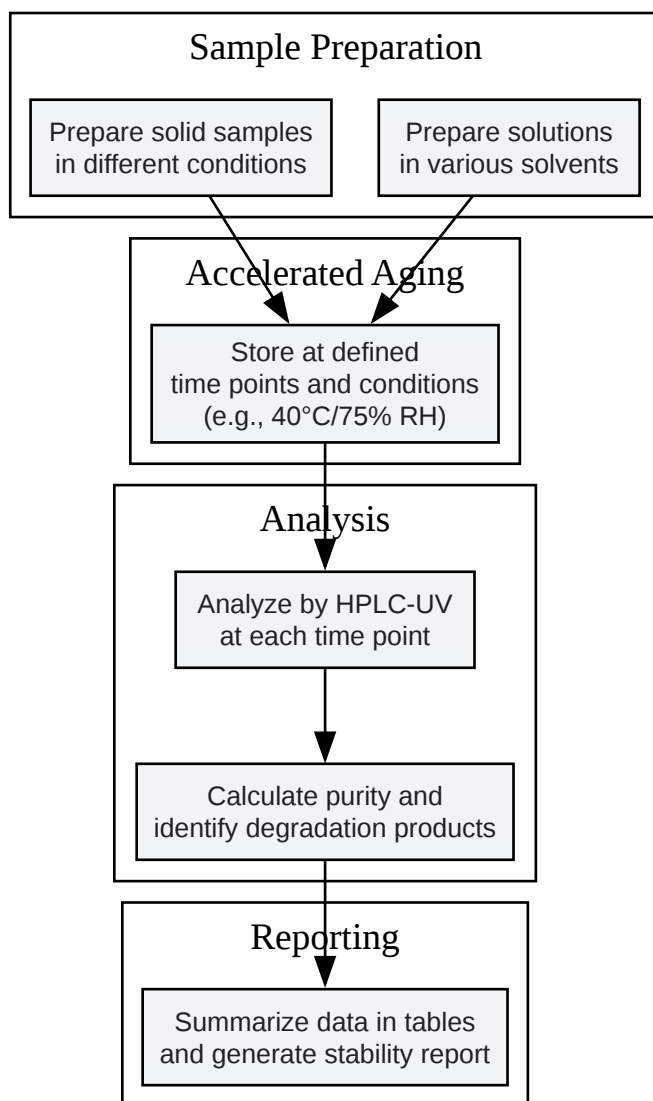 Sample Preparation
Prepare solid samples
in different conditions
Prepare solutions
in various solvents
Accelerated Aging
Store at defined
time points and conditions
(e.g., 40°C/75% RH)
Analysis
Analyze by HPLC-UV
at each time point
Calculate purity and
identify degradation products
Reporting
Summarize data in tables
and generate stability report